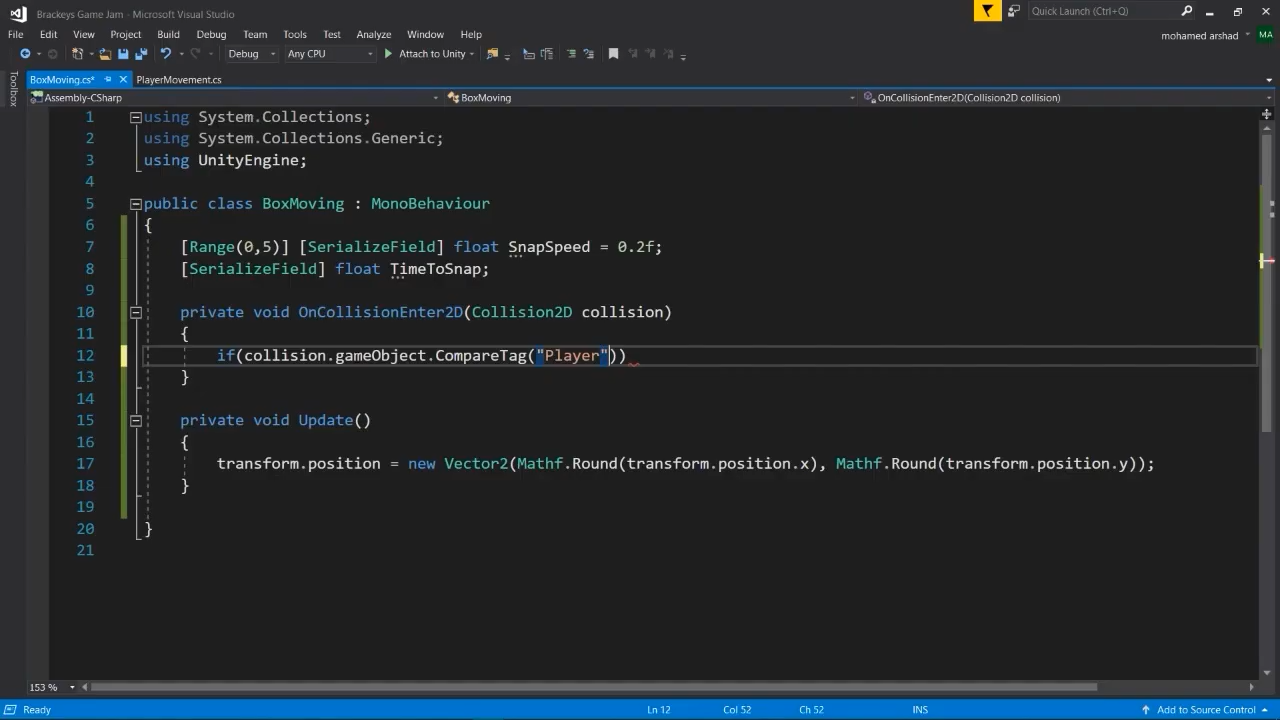 Brackeys Game Jam - Microsoft Visual Studio
Quick Launch (Ctrl+Q)
File Edit View Project Build Debug Team Tools Test Analyze Window Help
mohamed arshad MA
Debug Any CPU Attach to Unity
Toolbox
BoxMoving.cs* PlayerMovement.cs
Assembly-CSharp BoxMoving OnCollisionEnter2D(Collision2D collision)
1 using System.Collections;
2 using System.Collections.Generic;
3 using UnityEngine;
4
5 public class BoxMoving : MonoBehaviour
6 {
7 [Range(0,5)] [SerializeField] float SnapSpeed = 0.2f;
8 [SerializeField] float TimeToSnap;
9
10 private void OnCollisionEnter2D(Collision2D collision)
11 {
12 if(collision.gameObject.CompareTag("Player"))
13 }
14
15 private void Update()
16 {
17 transform.position = new Vector2(Mathf.Round(transform.position.x), Mathf.Round(transform.position.y));
18 }
19
20 }
21
153 %
Ready Ln 12 Col 52 Ch 52 INS Add to Source Control